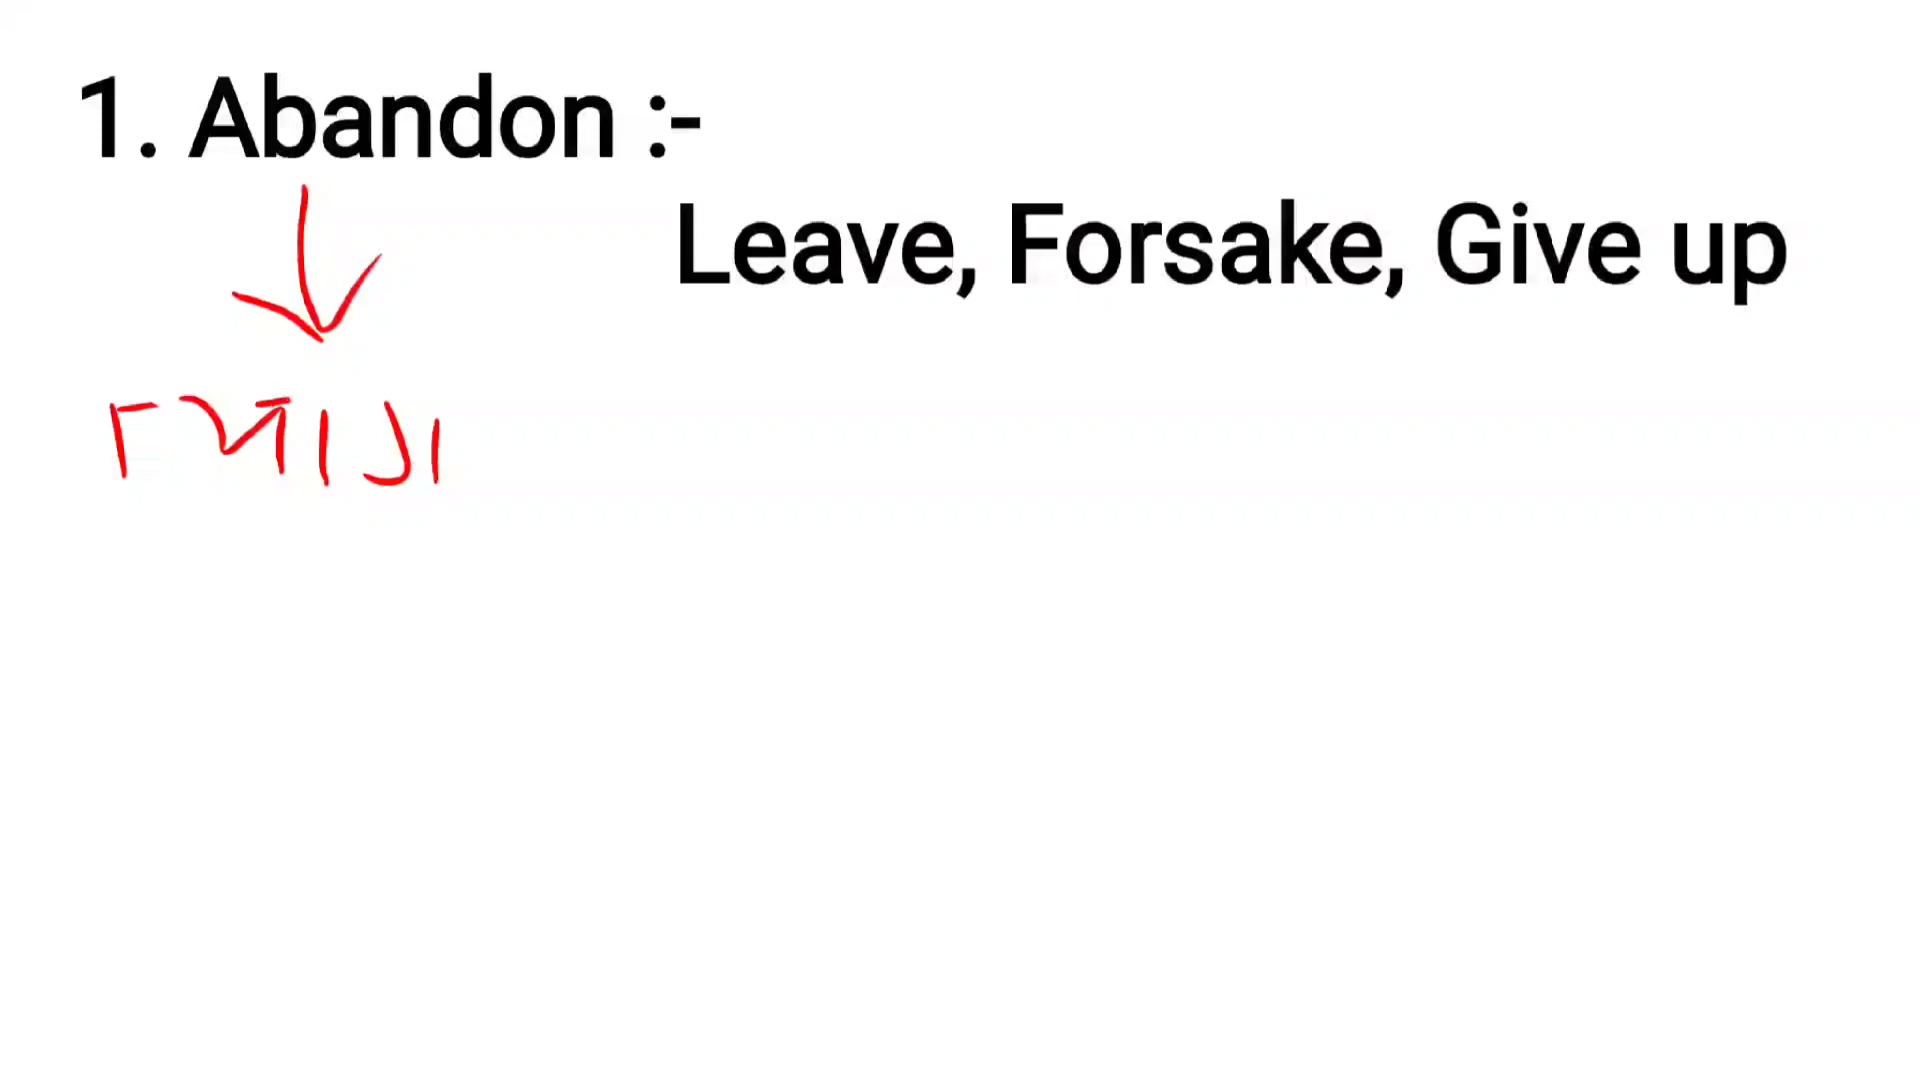 1. Abandon :-
Leave, Forsake, Give up